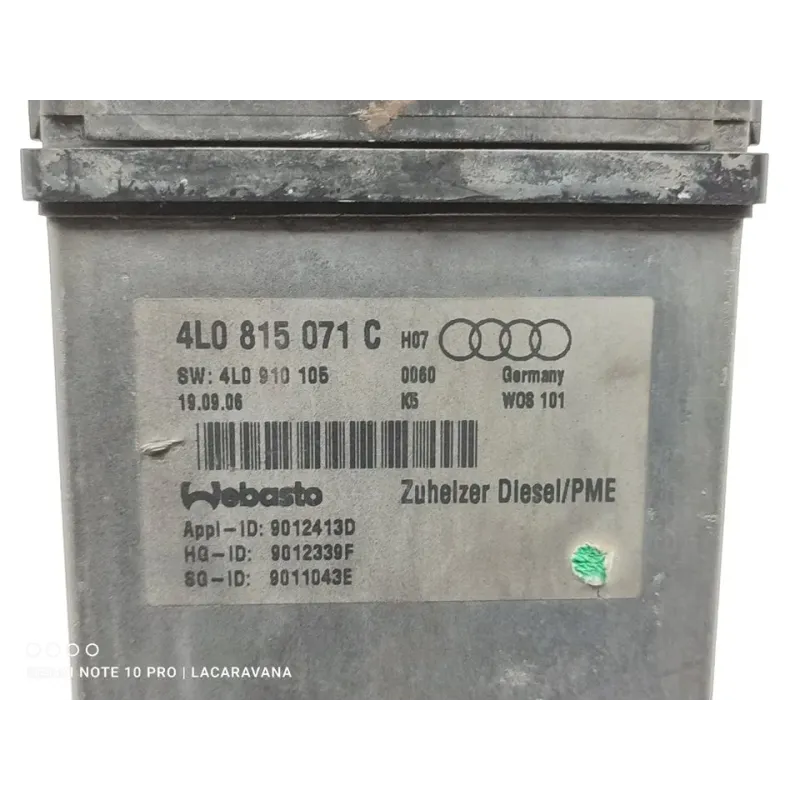 4L0 815 071 C H07
SW: 4L0 910 105 0060 Germany
19.09.06 K5 WOS 101
Webasto Zuheizer Diesel/PME
Appl-ID: 9012413D
HG-ID: 9012339F
SG-ID: 9011043E
NOTE 10 PRO | LACARAVANA